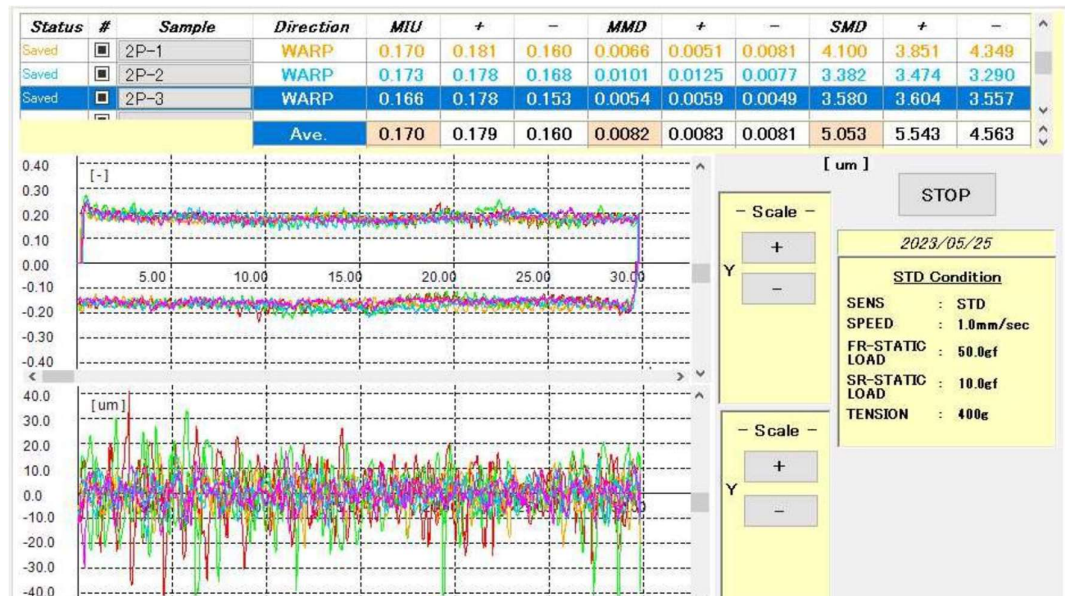 Status # Sample Direction MIU + − MMD + − SMD + −
Saved 2P-1 WARP 0.170 0.181 0.160 0.0066 0.0051 0.0081 4.100 3.851 4.349
Saved 2P-2 WARP 0.173 0.178 0.168 0.0101 0.0125 0.0077 3.382 3.474 3.290
Saved 2P-3 WARP 0.166 0.178 0.153 0.0054 0.0059 0.0049 3.580 3.604 3.557
Ave. 0.170 0.179 0.160 0.0082 0.0083 0.0081 5.053 5.543 4.563
[ um ]
STOP
2023/05/25
STD Condition
SENS : STD
SPEED : 1.0mm/sec
FR-STATIC LOAD : 50.0gf
SR-STATIC LOAD : 10.0gf
TENSION : 400g
− Scale −
+
Y
−
− Scale −
+
Y
−
[-]
0.40
0.30
0.20
0.10
0.00
5.00 10.00 15.00 20.00 25.00 30.00
-0.10
-0.20
-0.30
-0.40
[um]
40.0
30.0
20.0
10.0
0.0
-10.0
-20.0
-30.0
-40.0